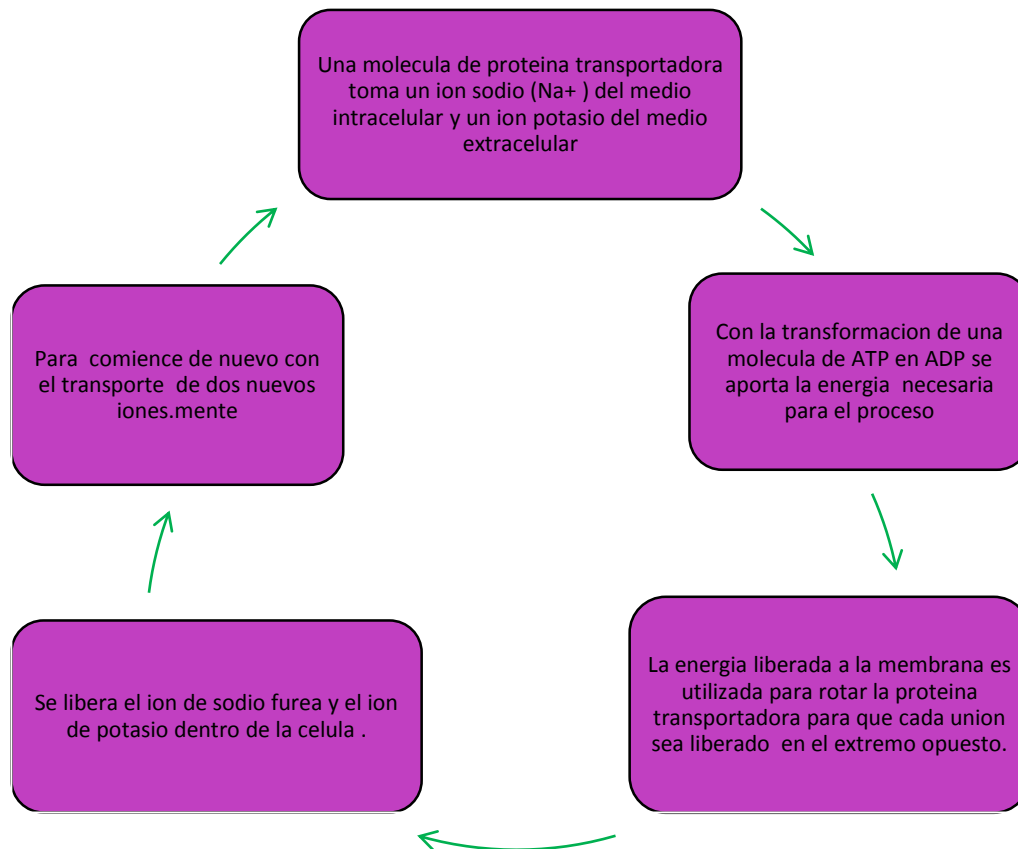 Una molecula de proteina transportadora
toma un ion sodio (Na+ ) del medio
intracelular y un ion potasio del medio
extracelular
Con la transformacion de una
molecula de ATP en ADP se
aporta la energia  necesaria
para el proceso
La energia liberada a la membrana es
utilizada para rotar la proteina
transportadora para que cada union
sea liberado  en el extremo opuesto.
Se libera el ion de sodio furea y el ion
de potasio dentro de la celula .
Para  comience de nuevo con
el transporte  de dos nuevos
iones.mente